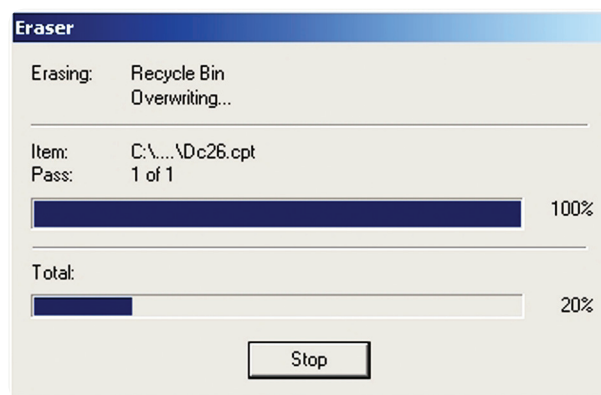 Eraser
Erasing: Recycle Bin
Overwriting...
Item: C:\....\Dc26.cpt
Pass: 1 of 1
100%
Total:
20%
Stop